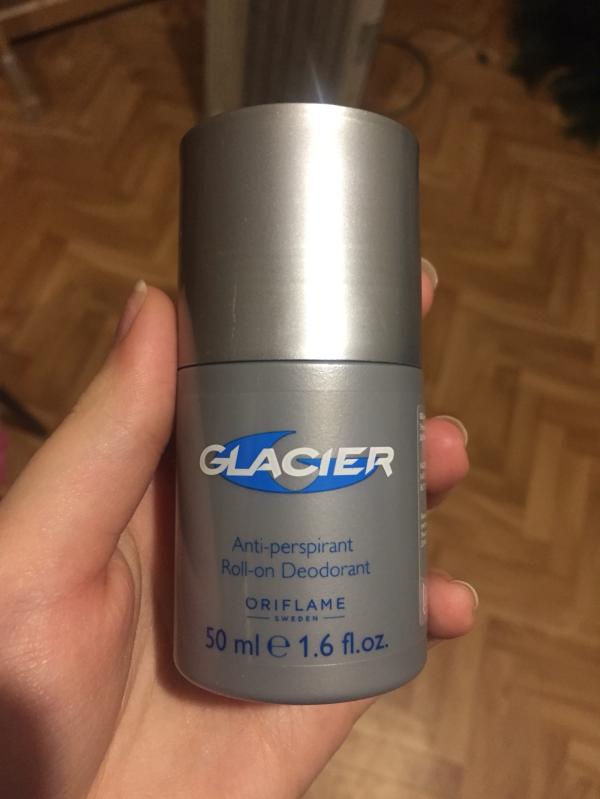 GLACIER
Anti-perspirant
Roll-on Deodorant
ORIFLAME
SWEDEN
50 ml ℮ 1.6 fl.oz.